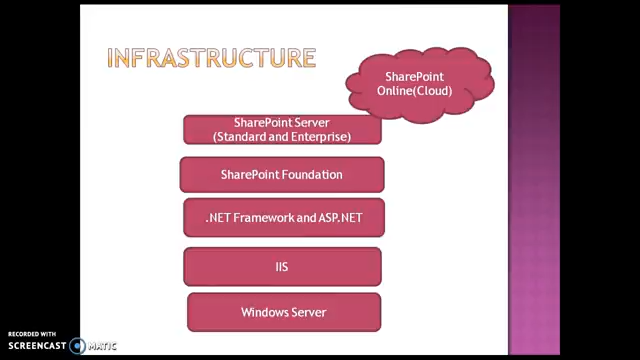 INFRASTRUCTURE
SharePoint
Online(Cloud)
SharePoint Server
(Standard and Enterprise)
SharePoint Foundation
.NET Framework and ASP.NET
IIS
Windows Server
RECORDED WITH
SCREENCAST MATIC